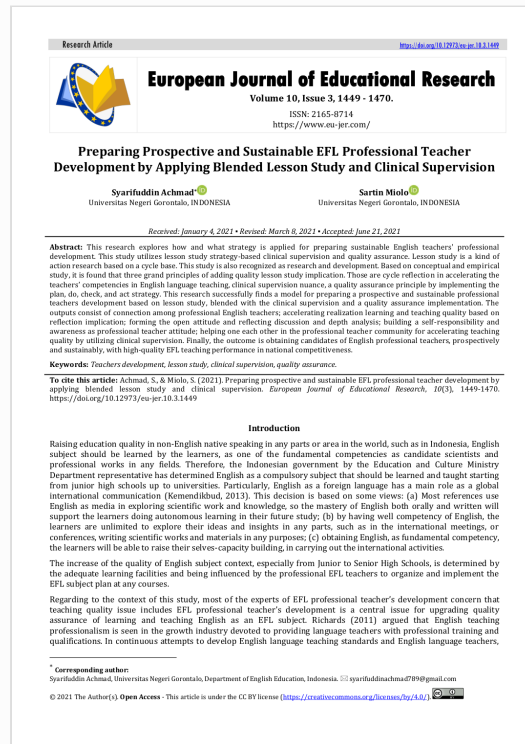 Research Article
https://doi.org/10.12973/eu-jer.10.3.1449
European Journal of Educational Research
Volume 10, Issue 3, 1449 - 1470.
ISSN: 2165-8714
https://www.eu-jer.com/
Preparing Prospective and Sustainable EFL Professional Teacher
Development by Applying Blended Lesson Study and Clinical Supervision
Syarifuddin Achmad*
Universitas Negeri Gorontalo, INDONESIA
Sartin Miolo
Universitas Negeri Gorontalo, INDONESIA
Received: January 4, 2021 ▪ Revised: March 8, 2021 ▪ Accepted: June 21, 2021
Abstract: This research explores how and what strategy is applied for preparing sustainable English teachers' professional
development. This study utilizes lesson study strategy-based clinical supervision and quality assurance. Lesson study is a kind of
action research based on a cycle base. This study is also recognized as research and development. Based on conceptual and empirical
study, it is found that three grand principles of adding quality lesson study implication. Those are cycle reflection in accelerating the
teachers' competencies in English language teaching, clinical supervision nuance, a quality assurance principle by implementing the
plan, do, check, and act strategy. This research successfully finds a model for preparing a prospective and sustainable professional
teachers development based on lesson study, blended with the clinical supervision and a quality assurance implementation. The
outputs consist of connection among professional English teachers; accelerating realization learning and teaching quality based on
reflection implication; forming the open attitude and reflecting discussion and depth analysis; building a self-responsibility and
awareness as professional teacher attitude; helping one each other in the professional teacher community for accelerating teaching
quality by utilizing clinical supervision. Finally, the outcome is obtaining candidates of English professional teachers, prospectively
and sustainably, with high-quality EFL teaching performance in national competitiveness.
Keywords: Teachers development, lesson study, clinical supervision, quality assurance.
To cite this article: Achmad, S., & Miolo, S. (2021). Preparing prospective and sustainable EFL professional teacher development by
applying blended lesson study and clinical supervision. European Journal of Educational Research, 10(3), 1449-1470.
https://doi.org/10.12973/eu-jer.10.3.1449
Introduction
Raising education quality in non-English native speaking in any parts or area in the world, such as in Indonesia, English
subject should be learned by the learners, as one of the fundamental competencies as candidate scientists and
professional works in any fields. Therefore, the Indonesian government by the Education and Culture Ministry
Department representative has determined English as a compulsory subject that should be learned and taught starting
from junior high schools up to universities. Particularly, English as a foreign language has a main role as a global
international communication (Kemendikbud, 2013). This decision is based on some views: (a) Most references use
English as media in exploring scientific work and knowledge, so the mastery of English both orally and written will
support the learners doing autonomous learning in their future study; (b) by having well competency of English, the
learners are unlimited to explore their ideas and insights in any parts, such as in the international meetings, or
conferences, writing scientific works and materials in any purposes; (c) obtaining English, as fundamental competency,
the learners will be able to raise their selves-capacity building, in carrying out the international activities.
The increase of the quality of English subject context, especially from Junior to Senior High Schools, is determined by
the adequate learning facilities and being influenced by the professional EFL teachers to organize and implement the
EFL subject plan at any courses.
Regarding to the context of this study, most of the experts of EFL professional teacher's development concern that
teaching quality issue includes EFL professional teacher's development is a central issue for upgrading quality
assurance of learning and teaching English as an EFL subject. Richards (2011) argued that English teaching
professionalism is seen in the growth industry devoted to providing language teachers with professional training and
qualifications. In continuous attempts to develop English language teaching standards and English language teachers,
* Corresponding author:
Syarifuddin Achmad, Universitas Negeri Gorontalo, Department of English Education, Indonesia. ✉ syarifuddinachmad789@gmail.com
© 2021 The Author(s). Open Access - This article is under the CC BY license (https://creativecommons.org/licenses/by/4.0/).